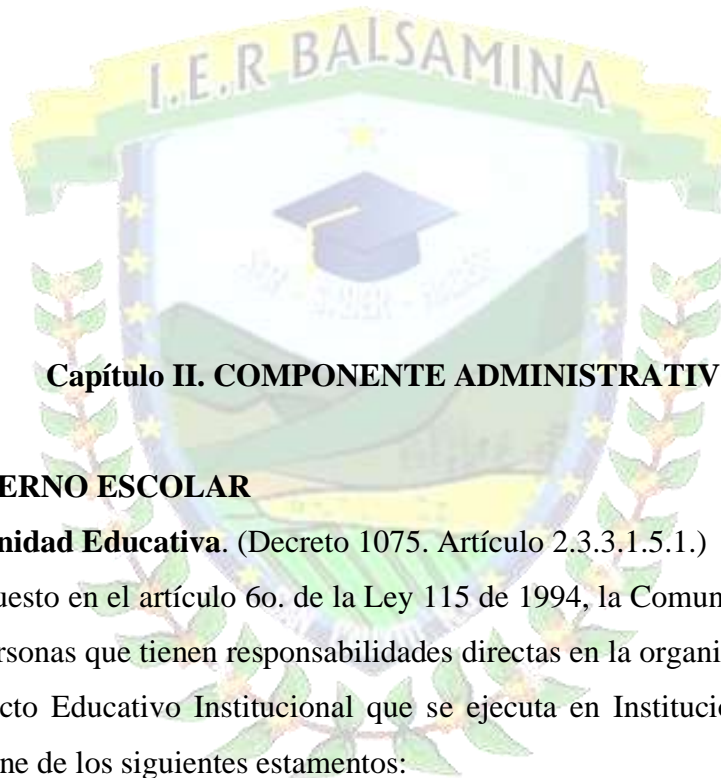 I.E.R BALSAMINA
Capítulo II. COMPONENTE ADMINISTRATIV
ERNO ESCOLAR
nidad Educativa. (Decreto 1075. Artículo 2.3.3.1.5.1.)
uesto en el artículo 6o. de la Ley 115 de 1994, la Comun
rsonas que tienen responsabilidades directas en la organi
cto Educativo Institucional que se ejecuta en Instituci
ne de los siguientes estamentos: